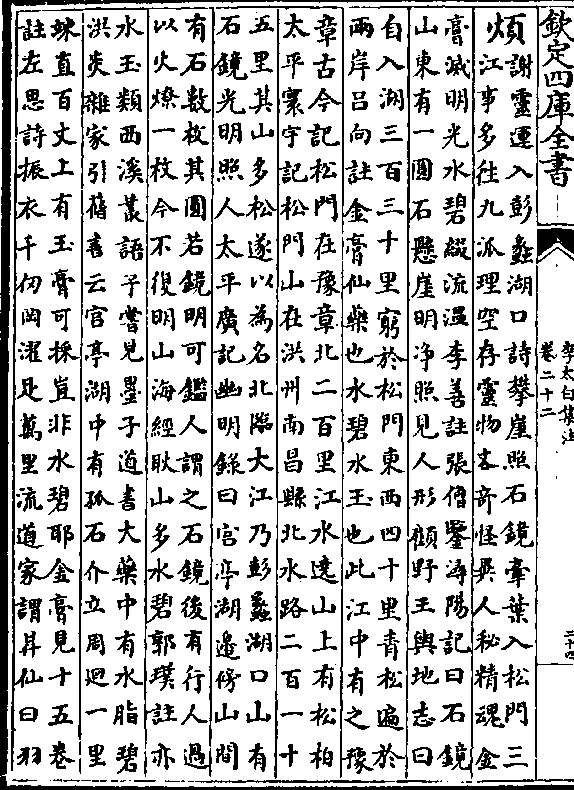 欽定四庫全書
李太白集注
卷二十二
二十四
煩謝靈運入彭蠡湖口詩攀崖照石鏡牽葉入松門三
江事多往九派理空存靈物吝奇怪異人秘精魂金
膏滅明光水碧綴流温李善註張僧鑒潯陽記曰石鏡
山東有一圓石懸崖明淨照見人形顧野王輿地志曰
自入湖三百三十里窮於松門東西四十里青松遍於
兩岸呂向註金膏仙藥也水碧水玉也此江中有之豫
章古今記松門在豫章北二百里江水遶山上有松柏
太平寰宇記松門山在洪州南昌縣北水路二百一十
五里其山多松遂以為名北臨大江乃彭蠡湖口山有
石鏡光明照人太平廣記幽明錄曰宮亭湖邉傍山間
有石數枚其圓若鏡明可鑑人謂之石鏡後有行人過
以火燎一枚今不復明山海經耿山多水碧郭璞註亦
水玉類西溪叢語予嘗見墨子道書大藥中有水脂碧
洪炎雜家引舊書云宮亭湖中有孤石介立周迴一里
竦直百丈上有玉膏可採豈非水碧耶金膏見十五卷
註左思詩振衣千仞岡濯足萬里流道家謂昇仙曰羽